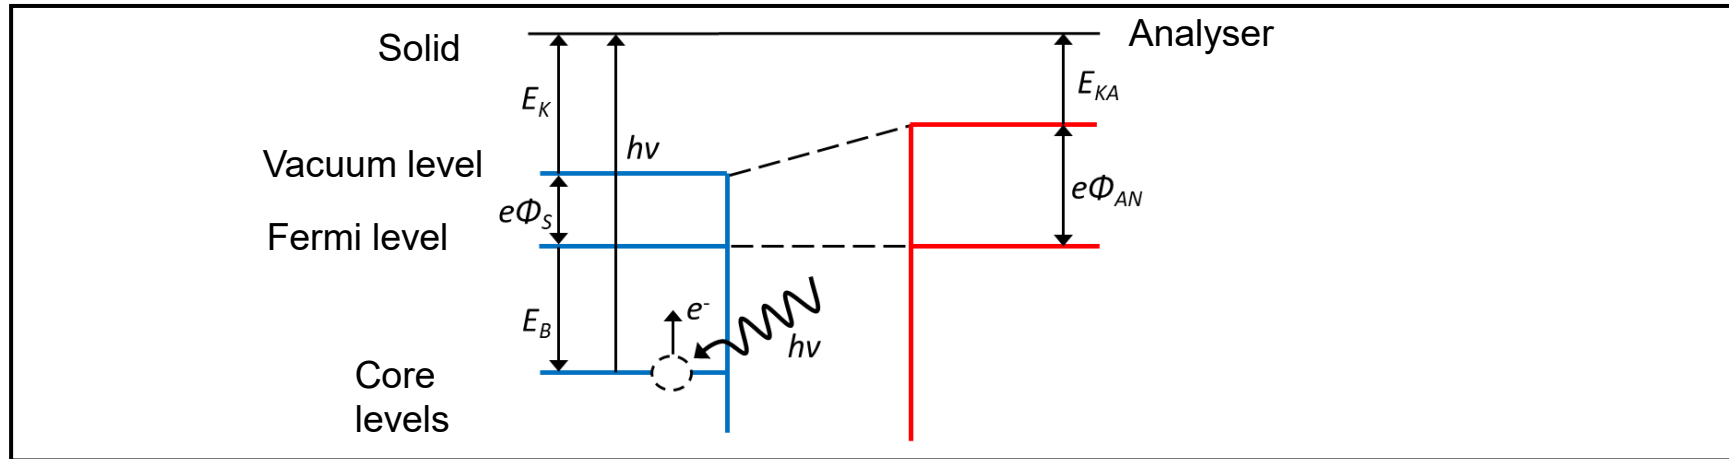 Solid
Analyser
E_K
E_KA
hν
Vacuum level
eΦ_S
eΦ_AN
Fermi level
E_B
e-
hν
Core
levels